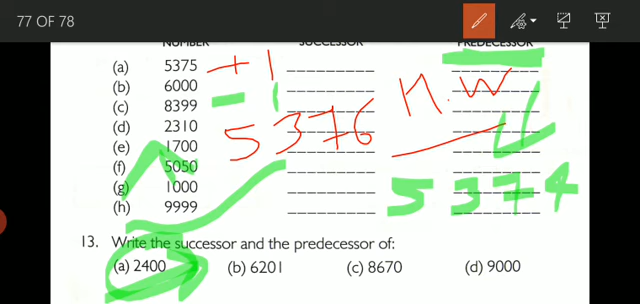 77 OF 78
NUMBER SUCCESSOR PREDECESSOR
(a) 5375 + 1
(b) 6000
(c) 8399 - 1
(d) 2310 5376 H.W
(e) 1700
(f) 5050
(g) 1000 5374
(h) 9999
13. Write the successor and the predecessor of:
(a) 2400 (b) 6201 (c) 8670 (d) 9000